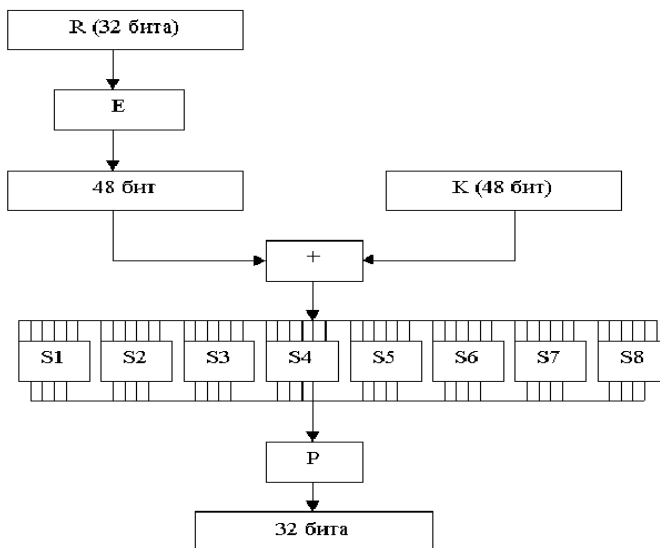 R (32 бита)
E
48 бит
K (48 бит)
+
S1 S2 S3 S4 S5 S6 S7 S8
P
32 бита